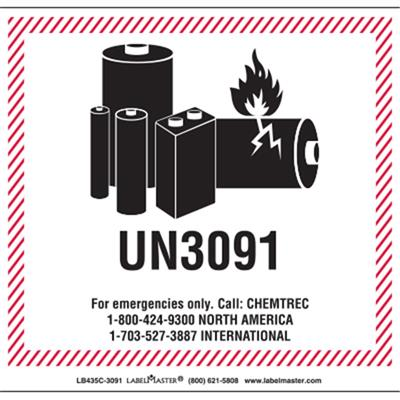 UN3091
For emergencies only. Call: CHEMTREC
1-800-424-9300 NORTH AMERICA
1-703-527-3887 INTERNATIONAL
LB435C-3091 LABELMASTER® (800) 621-5808 www.labelmaster.com